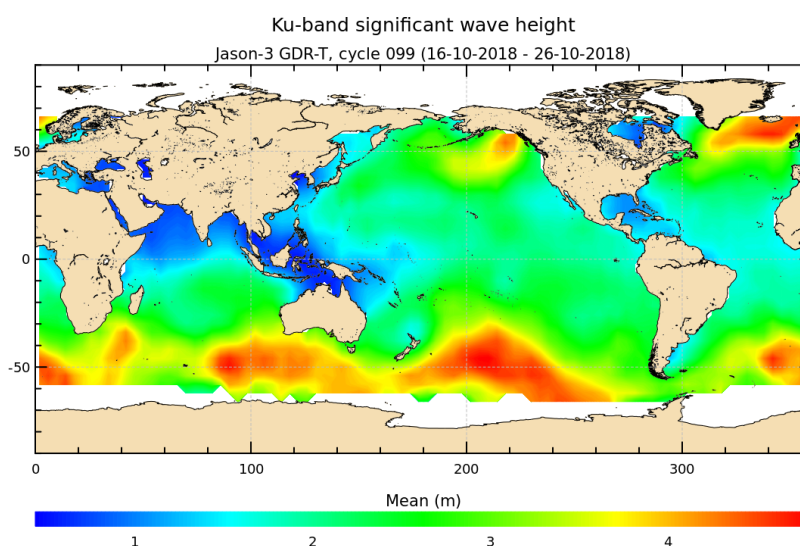 Ku-band significant wave height
Jason-3 GDR-T, cycle 099 (16-10-2018 - 26-10-2018)
50
0
-50
0 100 200 300
Mean (m)
1 2 3 4